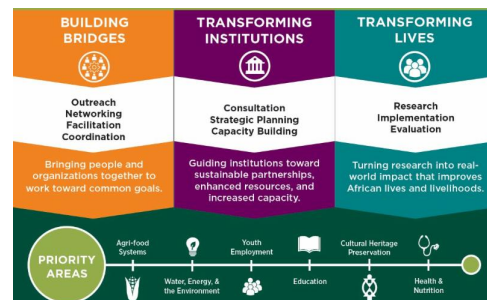 BUILDING
BRIDGES
Outreach
Networking
Facilitation
Coordination
Bringing people and
organizations together to
work toward common goals.
TRANSFORMING
INSTITUTIONS
Consultation
Strategic Planning
Capacity Building
Guiding institutions toward
sustainable partnerships,
enhanced resources, and
increased capacity.
TRANSFORMING
LIVES
Research
Implementation
Evaluation
Turning research into real-
world impact that improves
African lives and livelihoods.
PRIORITY
AREAS
Agri-food
Systems
Water, Energy, &
the Environment
Youth
Employment
Education
Cultural Heritage
Preservation
Health &
Nutrition